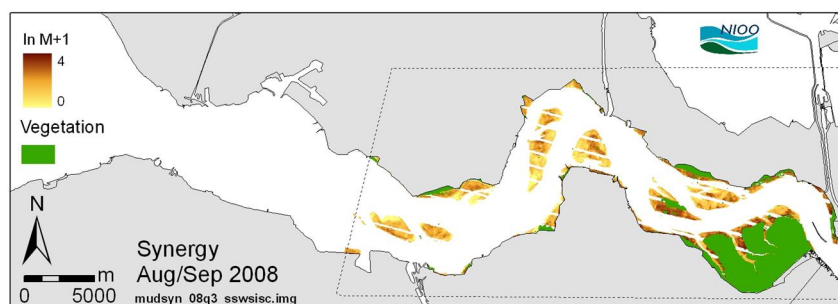 ln M+1
4
0
Vegetation
N
0 5000 m
Synergy
Aug/Sep 2008
mudsyn_08q3_sswsisc.img
NIOO